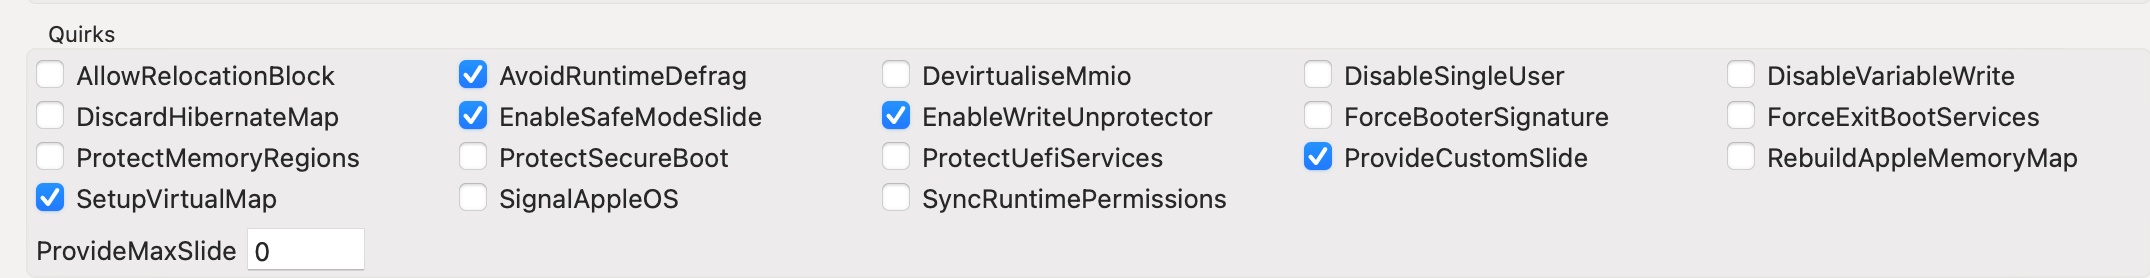 Quirks
AllowRelocationBlock AvoidRuntimeDefrag DevirtualiseMmio DisableSingleUser DisableVariableWrite
DiscardHibernateMap EnableSafeModeSlide EnableWriteUnprotector ForceBooterSignature ForceExitBootServices
ProtectMemoryRegions ProtectSecureBoot ProtectUefiServices ProvideCustomSlide RebuildAppleMemoryMap
SetupVirtualMap SignalAppleOS SyncRuntimePermissions
ProvideMaxSlide 0